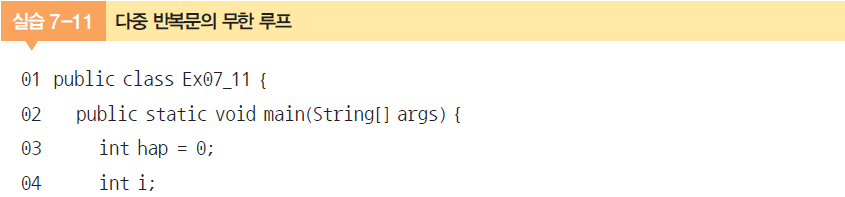 실습 7-11 다중 반복문의 무한 루프
01 public class Ex07_11 {
02 public static void main(String[] args) {
03 int hap = 0;
04 int i;